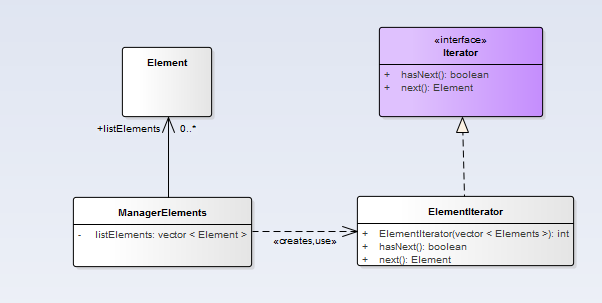 «interface»
Iterator
+ hasNext(): boolean
+ next(): Element
Element
+listElements
0..*
ManagerElements
- listElements: vector < Element >
«creates,use»
ElementIterator
+ ElementIterator(vector < Elements >): int
+ hasNext(): boolean
+ next(): Element